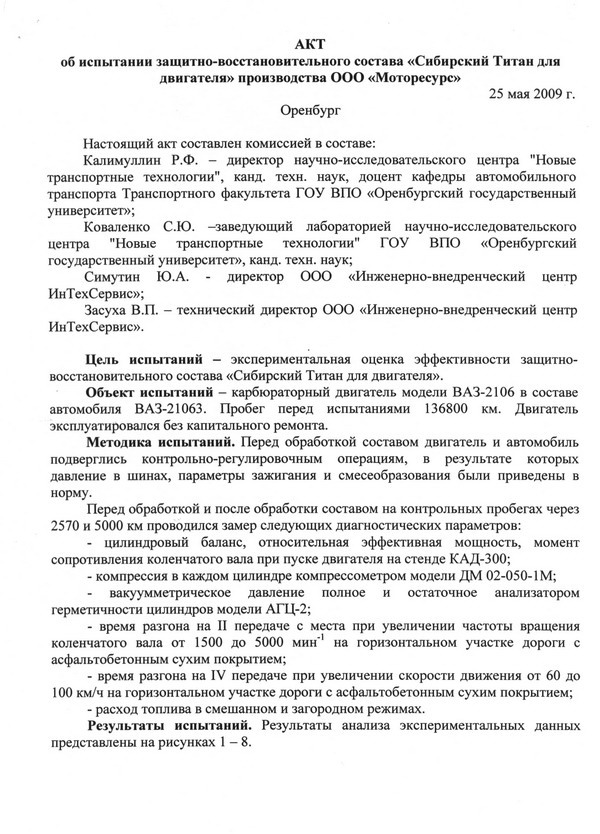 АКТ
об испытании защитно-восстановительного состава «Сибирский Титан для
двигателя» производства ООО «Моторесурс»
25 мая 2009 г.
Оренбург
Настоящий акт составлен комиссией в составе:
Калимуллин Р.Ф. – директор научно-исследовательского центра "Новые
транспортные технологии", канд. техн. наук, доцент кафедры автомобильного
транспорта Транспортного факультета ГОУ ВПО «Оренбургский государственный
университет»;
Коваленко С.Ю. –заведующий лабораторией научно-исследовательского
центра "Новые транспортные технологии" ГОУ ВПО «Оренбургский
государственный университет», канд. техн. наук;
Симутин Ю.А. - директор ООО «Инженерно-внедренческий центр
ИнТехСервис»;
Засуха В.П. – технический директор ООО «Инженерно-внедренческий центр
ИнТехСервис».
Цель испытаний – экспериментальная оценка эффективности защитно-
восстановительного состава «Сибирский Титан для двигателя».
Объект испытаний – карбюраторный двигатель модели ВАЗ-2106 в составе
автомобиля ВАЗ-21063. Пробег перед испытаниями 136800 км. Двигатель
эксплуатировался без капитального ремонта.
Методика испытаний. Перед обработкой составом двигатель и автомобиль
подверглись контрольно-регулировочным операциям, в результате которых
давление в шинах, параметры зажигания и смесеобразования были приведены в
норму.
Перед обработкой и после обработки составом на контрольных пробегах через
2570 и 5000 км проводился замер следующих диагностических параметров:
- цилиндровый баланс, относительная эффективная мощность, момент
сопротивления коленчатого вала при пуске двигателя на стенде КАД-300;
- компрессия в каждом цилиндре компрессометром модели ДМ 02-050-1М;
- вакуумметрическое давление полное и остаточное анализатором
герметичности цилиндров модели АГЦ-2;
- время разгона на II передаче с места при увеличении частоты вращения
коленчатого вала от 1500 до 5000 мин⁻¹ на горизонтальном участке дороги с
асфальтобетонным сухим покрытием;
- время разгона на IV передаче при увеличении скорости движения от 60 до
100 км/ч на горизонтальном участке дороги с асфальтобетонным сухим покрытием;
- расход топлива в смешанном и загородном режимах.
Результаты испытаний. Результаты анализа экспериментальных данных
представлены на рисунках 1 – 8.